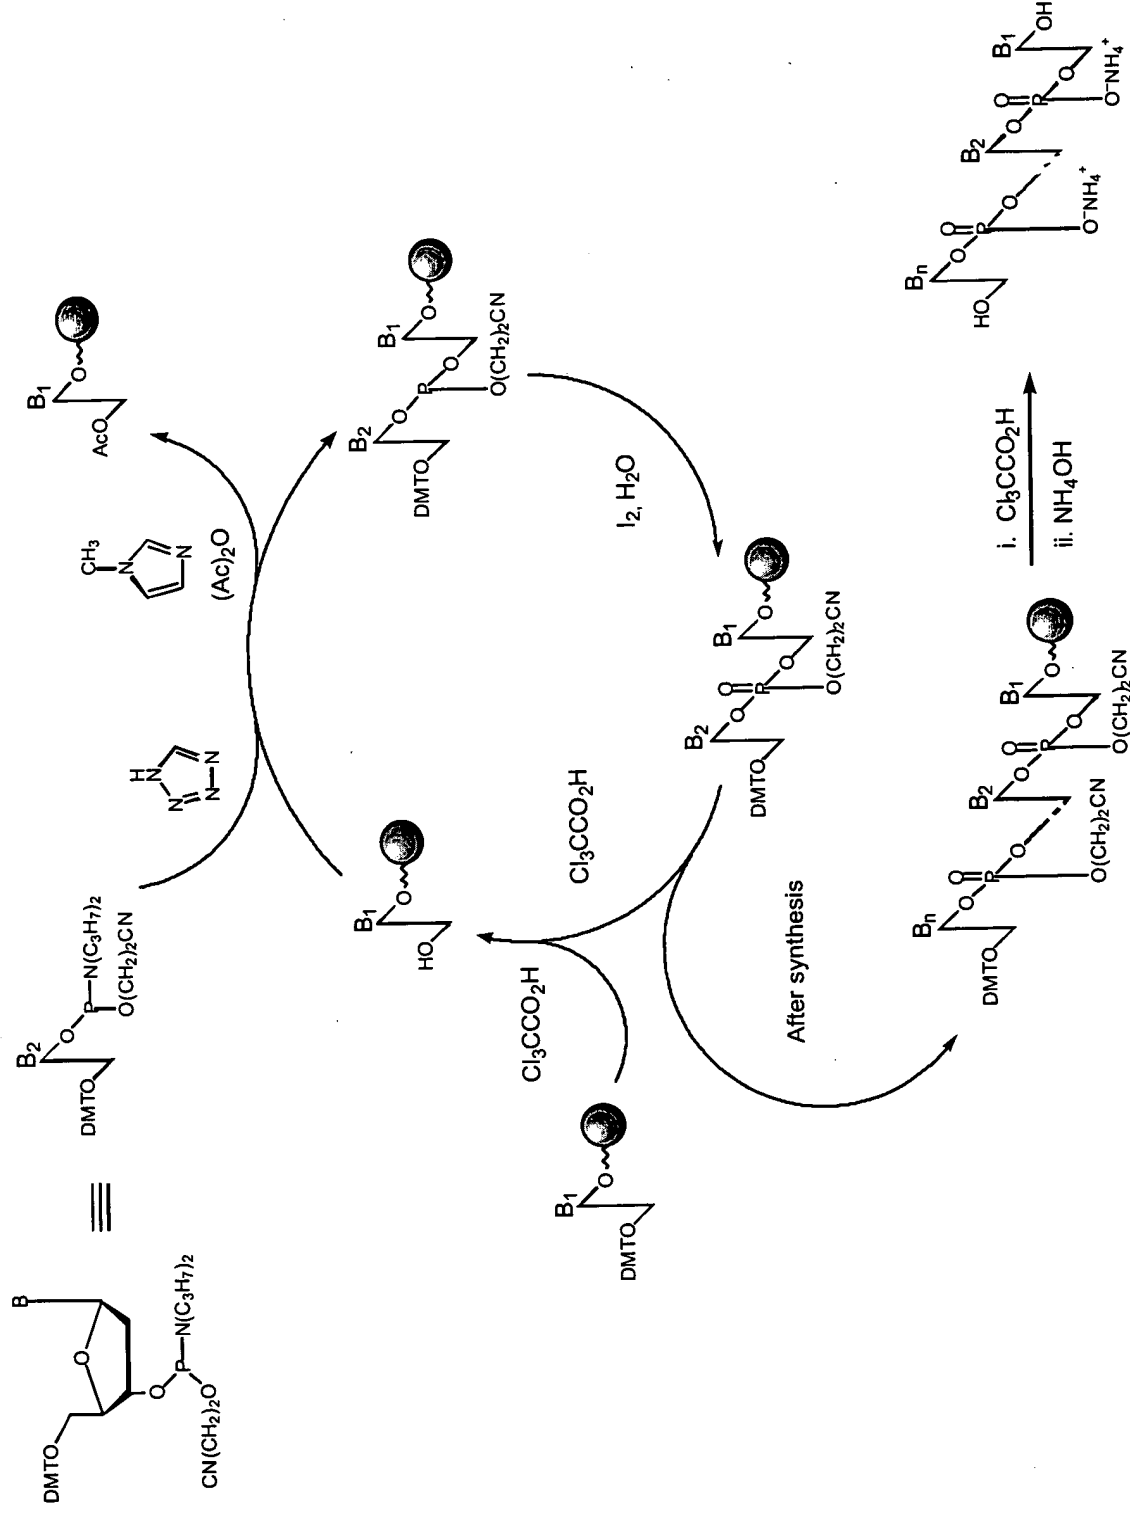 DMTO
O
B
O
P
N(C₃H₇)₂
O
CN(CH₂)₂O
≡
B₂
DMTO
O
P
N(C₃H₇)₂
O(CH₂)₂CN
H
N
N
N
N
CH₃
N
N
(Ac)₂O
B₁
O
AcO
B₁
O
HO
B₂
O
P
O
B₁
O
O(CH₂)₂CN
DMTO
I₂, H₂O
B₁
O
DMTO
Cl₃CCO₂H
Cl₃CCO₂H
B₂
O
O
P
O
B₁
O
O(CH₂)₂CN
DMTO
After synthesis
Bn
O
O
P
O
O(CH₂)₂CN
DMTO
B₂
O
O
P
O
B₁
O
O(CH₂)₂CN
i. Cl₃CCO₂H
ii. NH₄OH
Bn
O
O
P
O
O⁻NH₄⁺
HO
B₂
O
O
P
O
B₁
OH
O⁻NH₄⁺